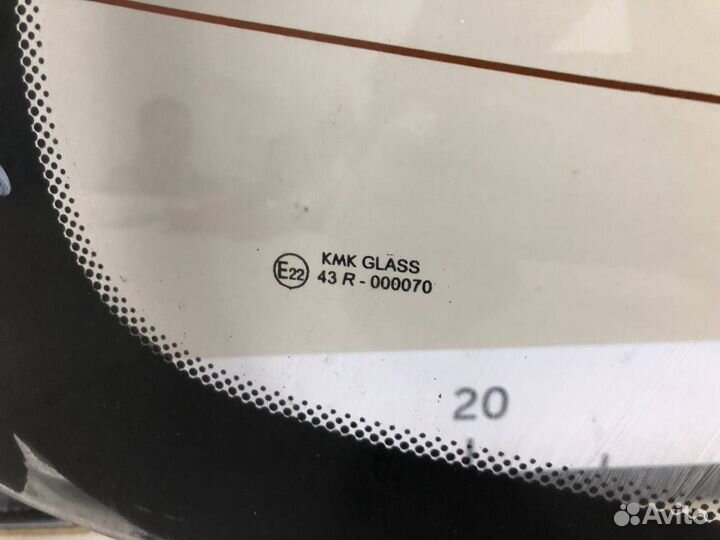 KMK GLASS
E22
43 R - 000070
20
Avito